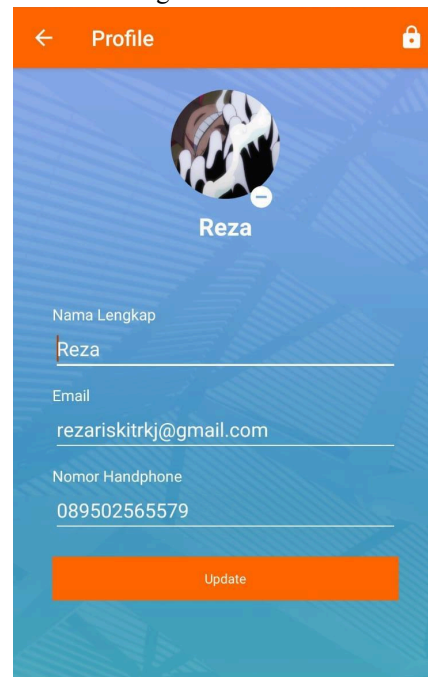 Profile
Reza
Nama Lengkap
Reza
Email
rezariskitrkj@gmail.com
Nomor Handphone
089502565579
Update